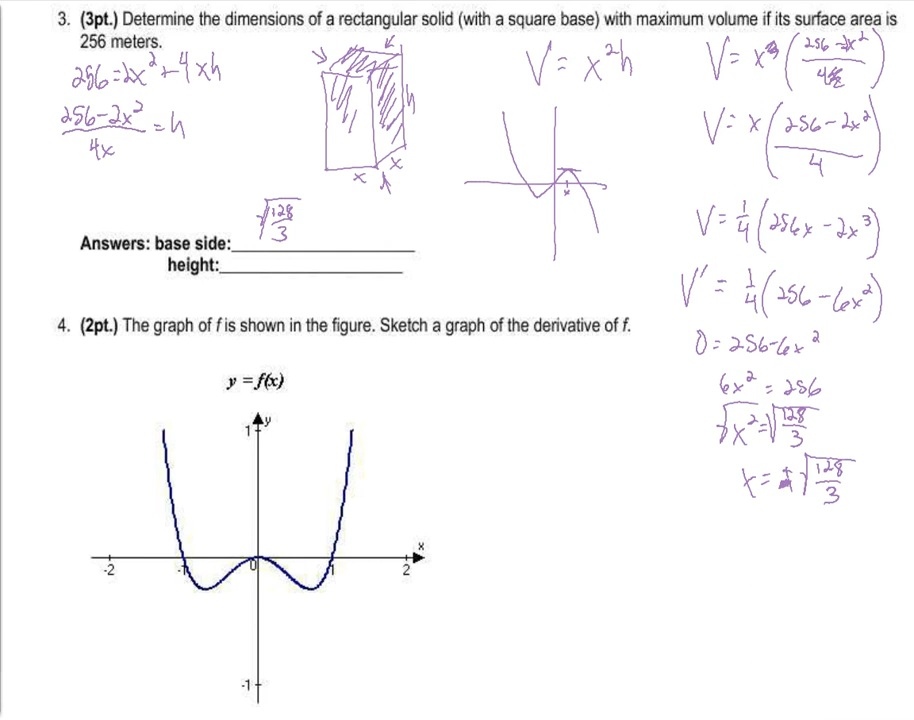 3. (3pt.) Determine the dimensions of a rectangular solid (with a square base) with maximum volume if its surface area is
256 meters.
256 = 2x² + 4xh
(256-2x²)/4x = h
h
x
x
V = x²h
x
V = x² ((256-2x²)/4x)
V = x ((256-2x²)/4)
V = 1/4 (256x - 2x³)
V' = 1/4 (256-6x²)
0 = 256-6x²
6x² = 256
√x² = √(128/3)
x = ±√(128/3)
√(128/3)
Answers: base side:
height:
4. (2pt.) The graph of f is shown in the figure. Sketch a graph of the derivative of f.
y = f(x)
y
1
x
-2
-1
0
1
2
-1